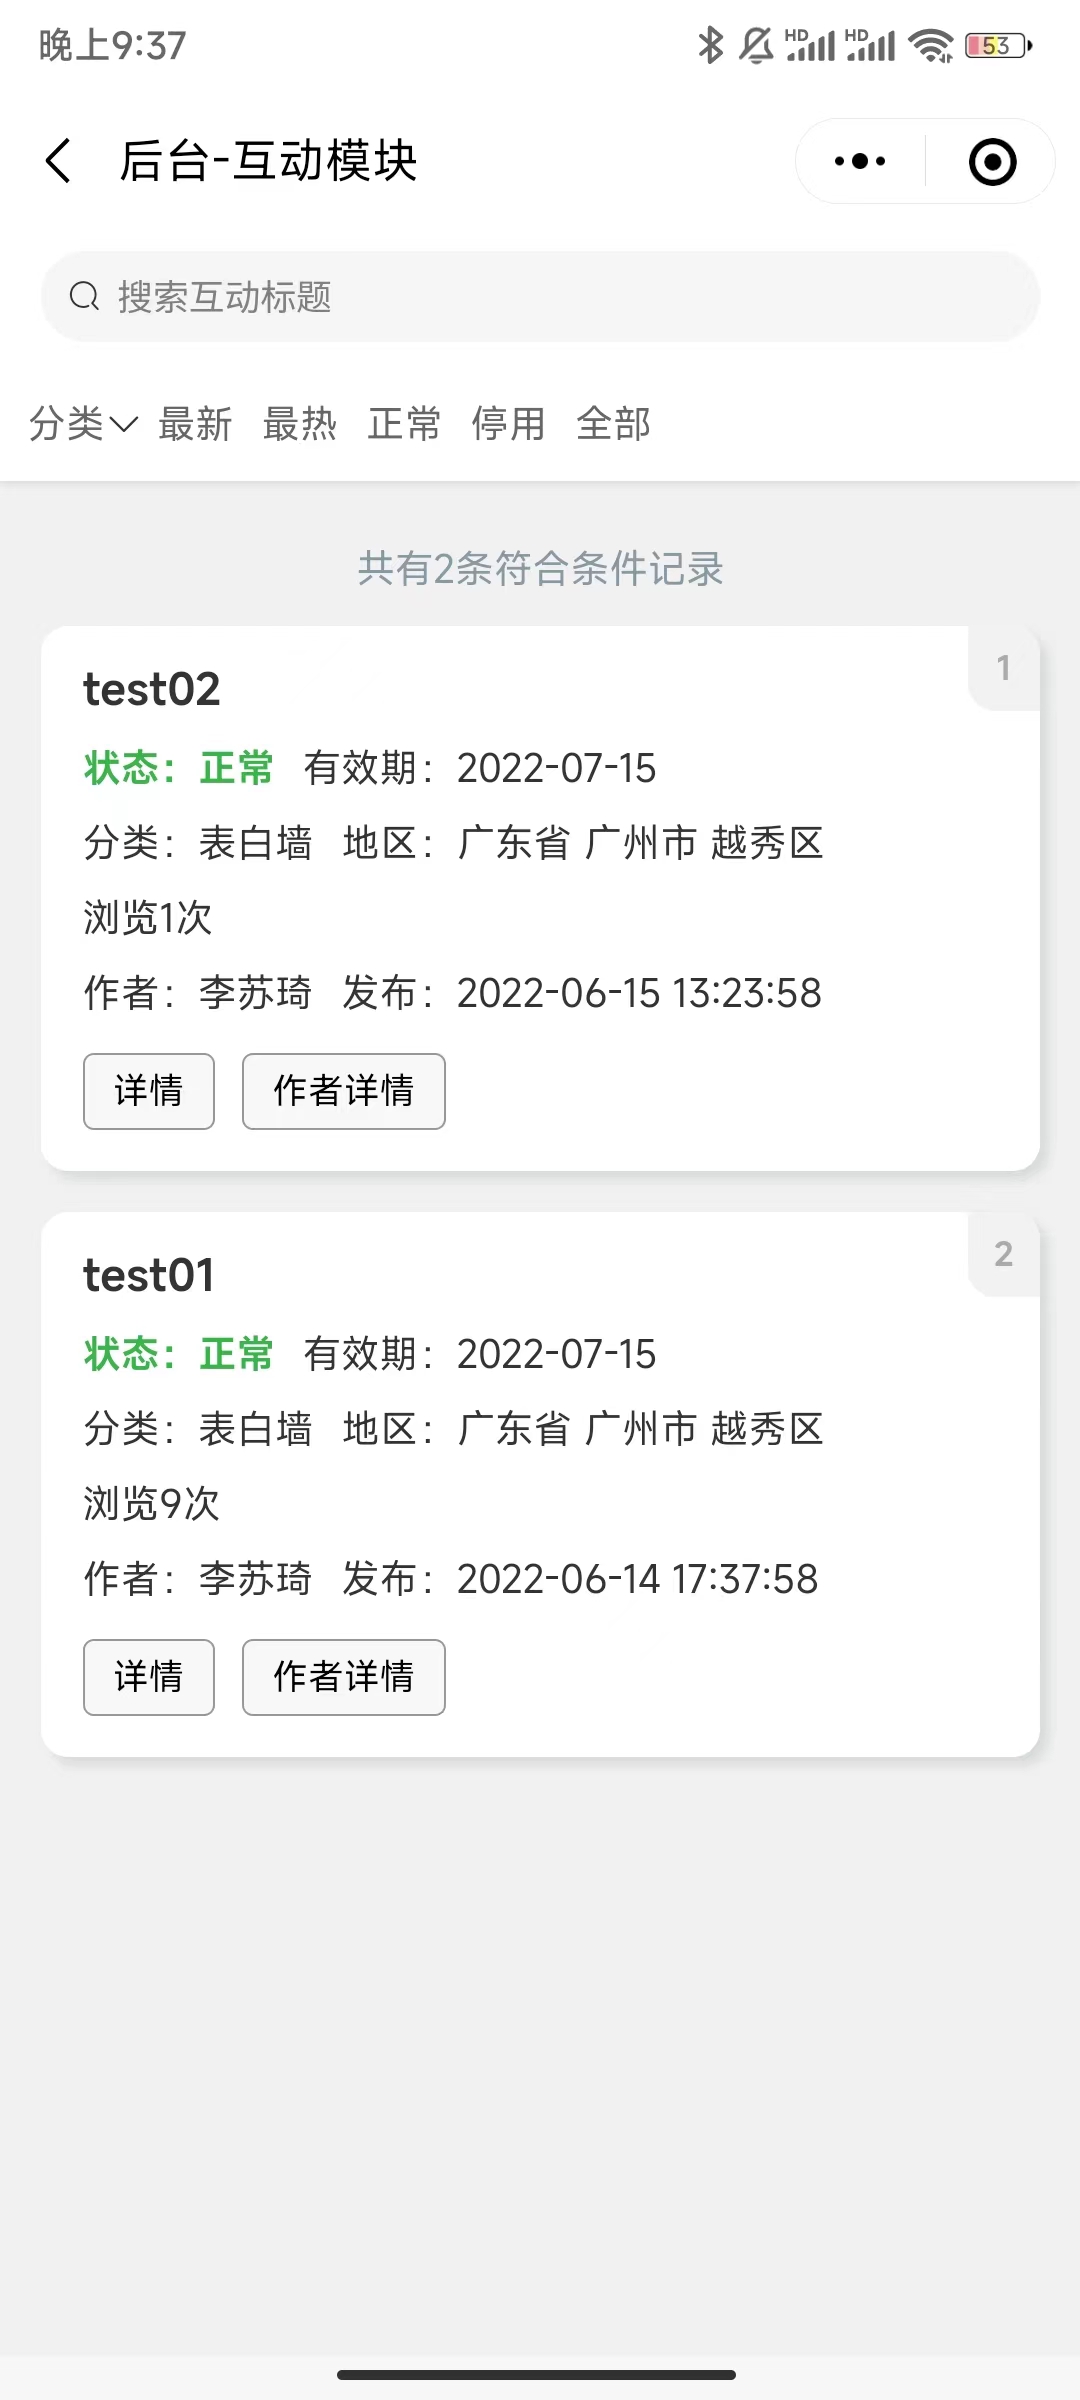 晚上9:37 HD HD 53
后台-互动模块
搜索互动标题
分类 最新 最热 正常 停用 全部
共有2条符合条件记录
test02 1
状态：正常 有效期：2022-07-15
分类：表白墙 地区：广东省 广州市 越秀区
浏览1次
作者：李苏琦 发布：2022-06-15 13:23:58
详情 作者详情
test01 2
状态：正常 有效期：2022-07-15
分类：表白墙 地区：广东省 广州市 越秀区
浏览9次
作者：李苏琦 发布：2022-06-14 17:37:58
详情 作者详情